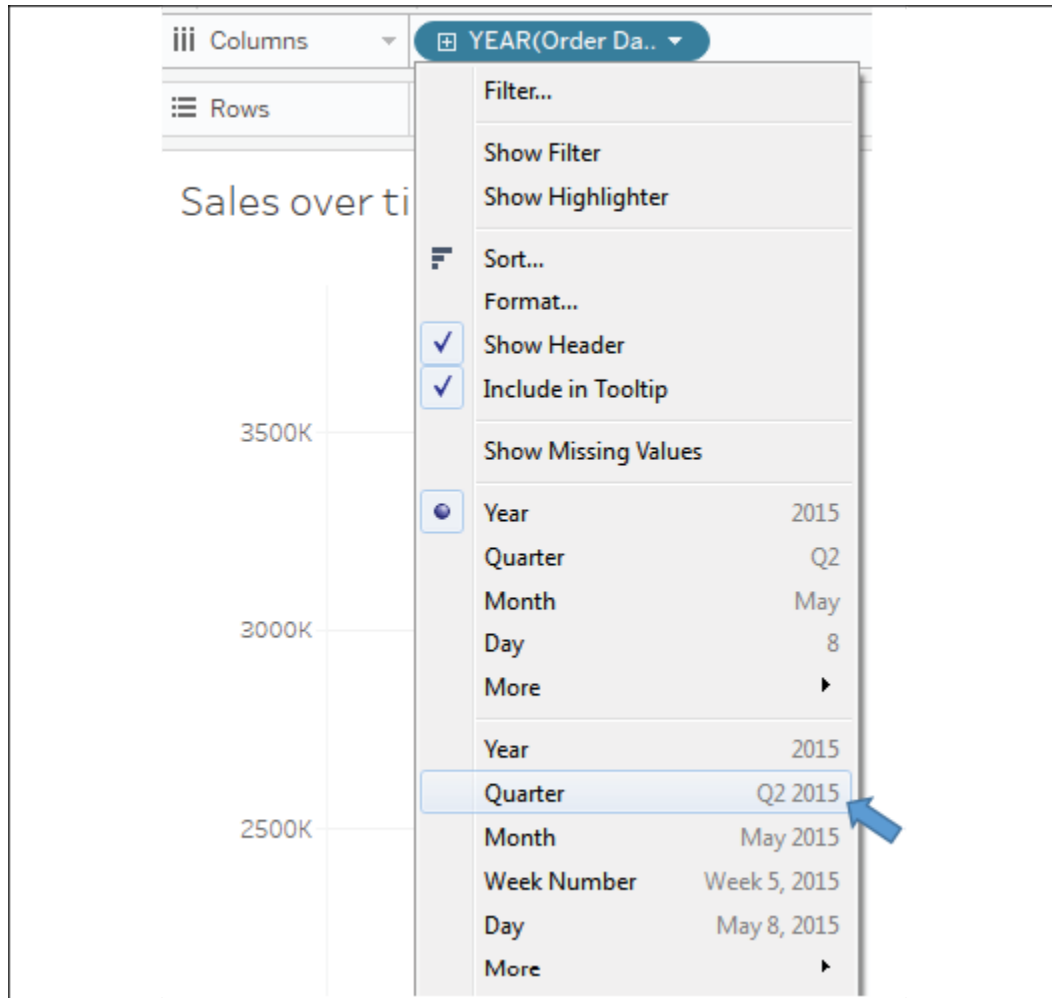 Columns YEAR(Order Da..
Filter...
Rows
Show Filter
Sales over ti
Show Highlighter
Sort...
Format...
Show Header
Include in Tooltip
3500K
Show Missing Values
Year 2015
Quarter Q2
Month May
3000K
Day 8
More
Year 2015
Quarter Q2 2015
2500K
Month May 2015
Week Number Week 5, 2015
Day May 8, 2015
More